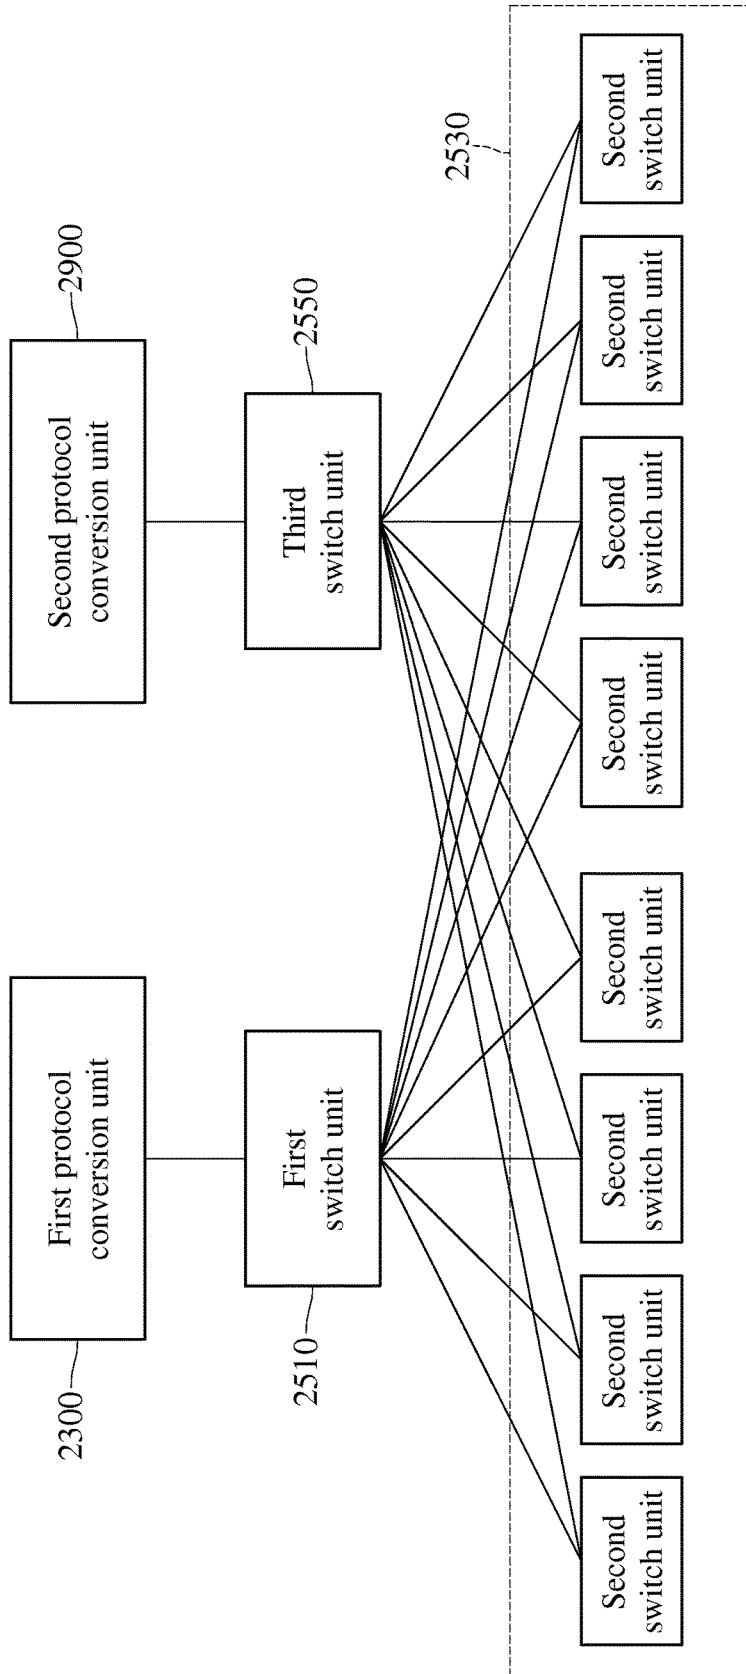 2300
First protocol
conversion unit
Second protocol
conversion unit
2900
2510
First
switch unit
Third
switch unit
2550
2530
Second
switch unit
Second
switch unit
Second
switch unit
Second
switch unit
Second
switch unit
Second
switch unit
Second
switch unit
Second
switch unit